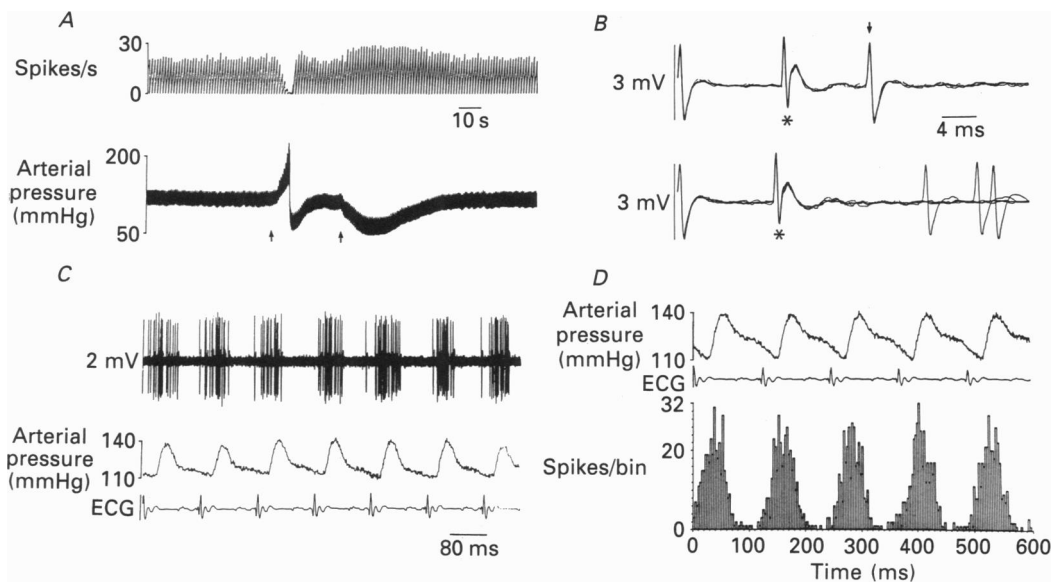 A
Spikes/s
30
0
10 s
Arterial
pressure
(mmHg)
200
50
B
3 mV
*
4 ms
3 mV
*
C
2 mV
Arterial
pressure
(mmHg)
140
110
ECG
80 ms
D
Arterial
pressure
(mmHg)
140
110
ECG
Spikes/bin
32
20
0
0 100 200 300 400 500 600
Time (ms)